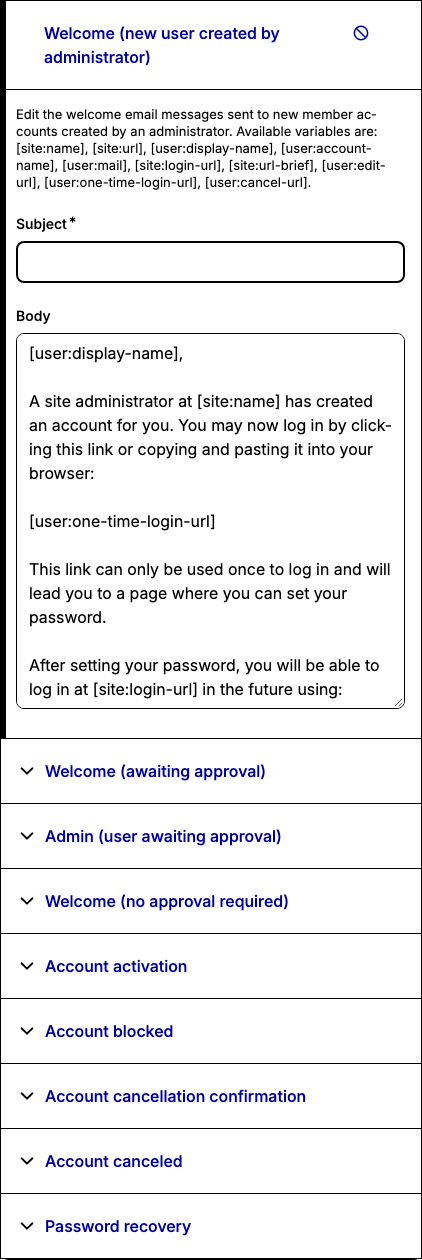 Welcome (new user created by
administrator)
Edit the welcome email messages sent to new member ac-
counts created by an administrator. Available variables are:
[site:name], [site:url], [user:display-name], [user:account-
name], [user:mail], [site:login-url], [site:url-brief], [user:edit-
url], [user:one-time-login-url], [user:cancel-url].
Subject*
Body
[user:display-name],
A site administrator at [site:name] has created
an account for you. You may now log in by click-
ing this link or copying and pasting it into your
browser:
[user:one-time-login-url]
This link can only be used once to log in and will
lead you to a page where you can set your
password.
After setting your password, you will be able to
log in at [site:login-url] in the future using:
Welcome (awaiting approval)
Admin (user awaiting approval)
Welcome (no approval required)
Account activation
Account blocked
Account cancellation confirmation
Account canceled
Password recovery